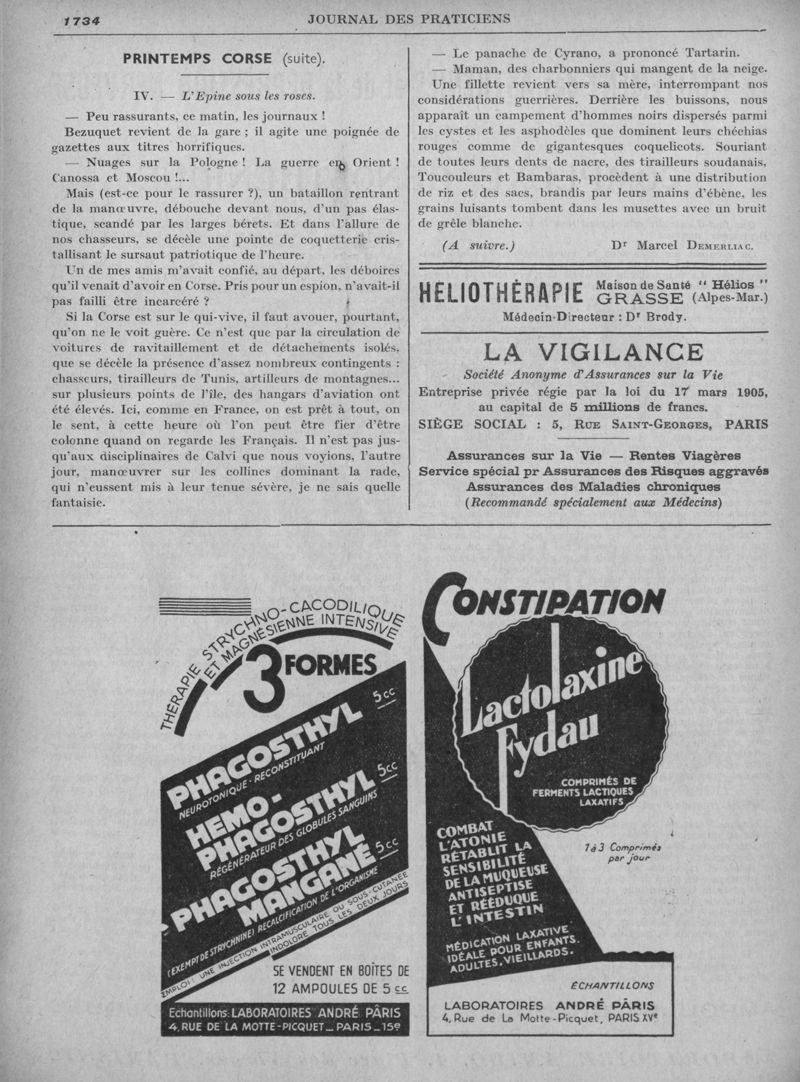 1734
JOURNAL DES PRATICIENS
PRINTEMPS CORSE (suite).
IV. — L'Epine sous les roses.
— Peu rassurants, ce matin, les journaux !
Bezuquet revient de la gare ; il agite une poignée de
gazettes aux titres horrifiques.
— Nuages sur la Pologne ! La guerre en Orient !
Canossa et Moscou !...
Mais (est-ce pour le rassurer ?), un bataillon rentrant
de la manœuvre, débouche devant nous, d'un pas élas-
tique, scandé par les larges bérets. Et dans l'allure de
nos chasseurs, se décèle une pointe de coquetterie cris-
tallisant le sursaut patriotique de l'heure.
Un de mes amis m'avait confié, au départ, les déboires
qu'il venait d'avoir en Corse. Pris pour un espion, n'avait-il
pas failli être incarcéré ?
Si la Corse est sur le qui-vive, il faut avouer, pourtant,
qu'on ne le voit guère. Ce n'est que par la circulation de
voitures de ravitaillement et de détachements isolés,
que se décèle la présence d'assez nombreux contingents :
chasseurs, tirailleurs de Tunis, artilleurs de montagnes...
sur plusieurs points de l'île, des hangars d'aviation ont
été élevés. Ici, comme en France, on est prêt à tout, on
le sent, à cette heure où l'on peut être fier d'être
colonne quand on regarde les Français. Il n'est pas jus-
qu'aux disciplinaires de Calvi que nous voyions, l'autre
jour, manœuvrer sur les collines dominant la rade,
qui n'eussent mis à leur tenue sévère, je ne sais quelle
fantaisie.
— Le panache de Cyrano, a prononcé Tartarin.
— Maman, des charbonniers qui mangent de la neige.
Une fillette revient vers sa mère, interrompant nos
considérations guerrières. Derrière les buissons, nous
apparaît un campement d'hommes noirs dispersés parmi
les cystes et les asphodèles que dominent leurs chéchias
rouges comme de gigantesques coquelicots. Souriant
de toutes leurs dents de nacre, des tirailleurs soudanais,
Toucouleurs et Bambaras, procèdent à une distribution
de riz et des sacs, brandis par leurs mains d'ébène, les
grains luisants tombent dans les musettes avec un bruit
de grêle blanche.
(A suivre.) Dr Marcel DEMERLIAC.
HÉLIOTHÉRAPIE Maison de Santé " Hélios "
GRASSE (Alpes-Mar.)
Médecin-Directeur : Dr Brody.
LA VIGILANCE
Société Anonyme d'Assurances sur la Vie
Entreprise privée régie par la loi du 17 mars 1905,
au capital de 5 millions de francs.
SIÈGE SOCIAL : 5, RUE SAINT-GEORGES, PARIS
Assurances sur la Vie — Rentes Viagères
Service spécial pr Assurances des Risques aggravés
Assurances des Maladies chroniques
(Recommandé spécialement aux Médecins)
THÉRAPIE STRYCHNO-CACODILIQUE
ET MAGNÉSIENNE INTENSIVE
3 FORMES
PHAGOSTHYL 5cc
NEUROTONIQUE-RECONSTITUANT
HEMO-
PHAGOSTHYL 5cc
RÉGÉNÉRATEUR DES GLOBULES SANGUINS
PHAGOSTHYL
MANGANÉ 5cc
(EXEMPT DE STRYCHNINE) RECALCIFICATION DE L'ORGANISME
EMPLOI : UNE INJECTION INTRAMUSCULAIRE OU SOUS-CUTANÉE
INDOLORE TOUS LES DEUX JOURS
SE VENDENT EN BOITES DE
12 AMPOULES DE 5 cc
Echantillons: LABORATOIRES ANDRÉ PÂRIS
4, RUE DE LA MOTTE-PICQUET _ PARIS _ 15e
CONSTIPATION
Lactolaxine
Fydau
COMPRIMÉS DE
FERMENTS LACTIQUES
LAXATIFS
COMBAT
L'ATONIE
RÉTABLIT LA
SENSIBILITÉ
DE LA MUQUEUSE
ANTISEPTISE
ET RÉÉDUQUE
L'INTESTIN
1 à 3 Comprimés
par jour
MÉDICATION LAXATIVE
IDÉALE POUR ENFANTS.
ADULTES. VIEILLARDS.
ÉCHANTILLONS
LABORATOIRES ANDRÉ PÂRIS
4, Rue de La Motte-Picquet, PARIS XVe